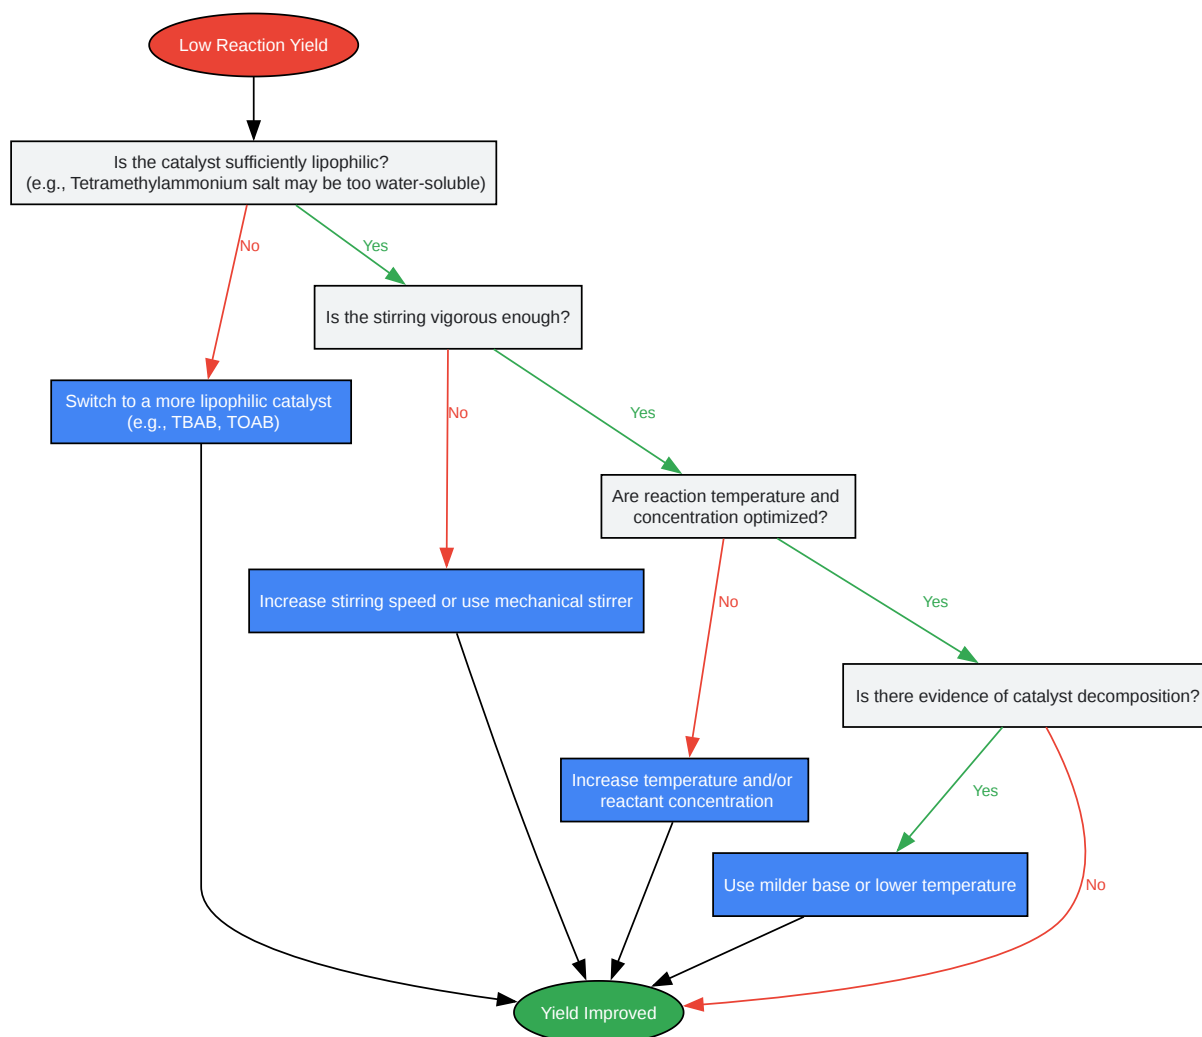 Low Reaction Yield
Is the catalyst sufficiently lipophilic?
(e.g., Tetramethylammonium salt may be too water-soluble)
No
Yes
Is the stirring vigorous enough?
Switch to a more lipophilic catalyst
(e.g., TBAB, TOAB)
No
Yes
Are reaction temperature and
concentration optimized?
Increase stirring speed or use mechanical stirrer
No
Yes
Is there evidence of catalyst decomposition?
Increase temperature and/or
reactant concentration
Yes
Use milder base or lower temperature
No
Yield Improved